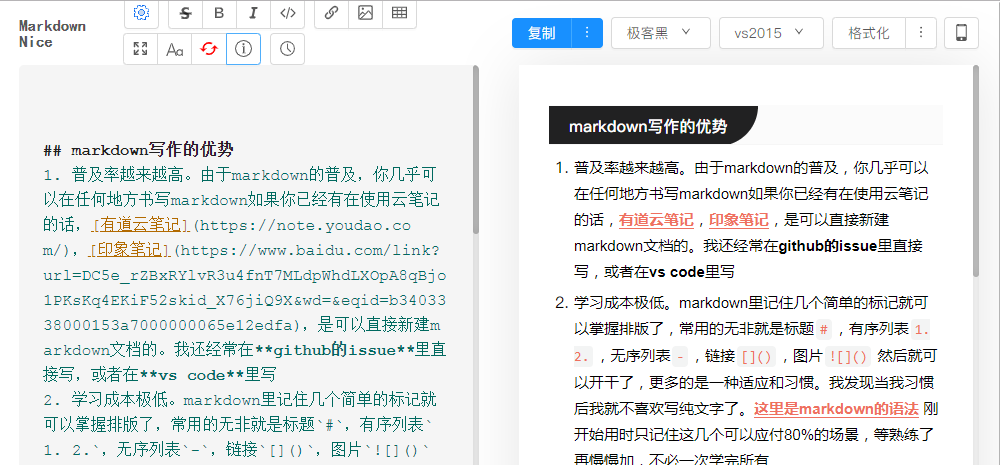 Markdown
Nice
S B I </>
Aa
复制
极客黑
vs2015
格式化
## markdown写作的优势
1. 普及率越来越高。由于markdown的普及，你几乎可
以在任何地方书写markdown如果你已经有在使用云笔记
的话，[有道云笔记](https://note.youdao.co
m/)，[印象笔记](https://www.baidu.com/link?
url=DC5e_rZBxRYlvR3u4fnT7MLdpWhdLXOpA8qBjo
1PKsKq4EKiF52skid_X76jiQ9X&wd=&eqid=b34033
38000153a7000000065e12edfa)，是可以直接新建m
arkdown文档的。我还经常在**github的issue**里直
接写，或者在**vs code**里写
2. 学习成本极低。markdown里记住几个简单的标记就
可以掌握排版了，常用的无非就是标题`#`，有序列表`
1. 2.`，无序列表`-`，链接`[]()`，图片`![]()`
markdown写作的优势
1. 普及率越来越高。由于markdown的普及，你几乎可以
在任何地方书写markdown如果你已经有在使用云笔记
的话，有道云笔记，印象笔记，是可以直接新建
markdown文档的。我还经常在github的issue里直接
写，或者在vs code里写
2. 学习成本极低。markdown里记住几个简单的标记就可
以掌握排版了，常用的无非就是标题 # ，有序列表 1.
2. ，无序列表 - ，链接 []() ，图片 ![]() 然后就可
以开干了，更多的是一种适应和习惯。我发现当我习惯
后我就不喜欢写纯文字了。这里是markdown的语法 刚
开始用时只记住这几个可以应付80%的场景，等熟练了
再慢慢加，不必一次学完所有